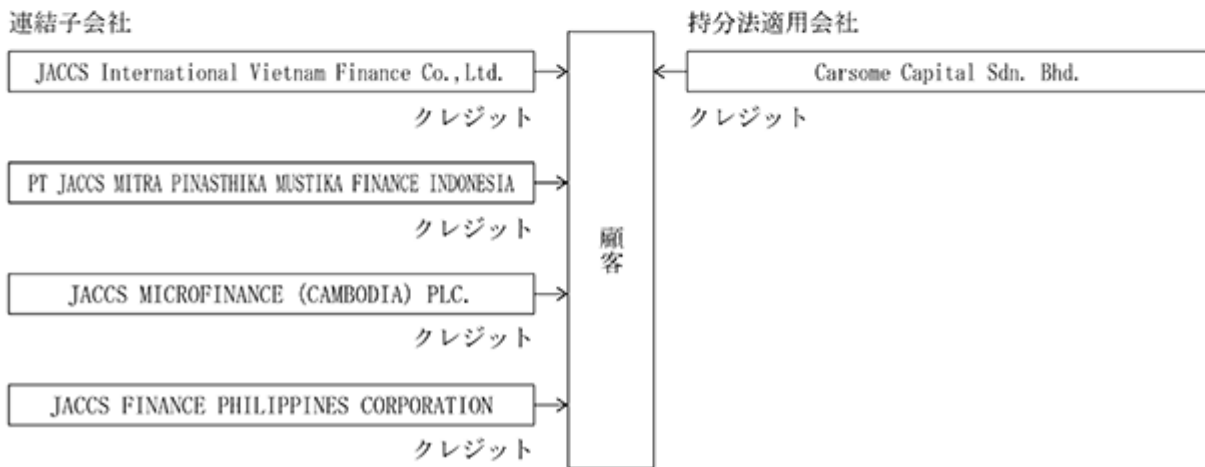 連結子会社
JACCS International Vietnam Finance Co.,Ltd.
クレジット
PT JACCS MITRA PINASTHIKA MUSTIKA FINANCE INDONESIA
クレジット
JACCS MICROFINANCE (CAMBODIA) PLC.
クレジット
JACCS FINANCE PHILIPPINES CORPORATION
クレジット
顧客
持分法適用会社
Carsome Capital Sdn. Bhd.
クレジット